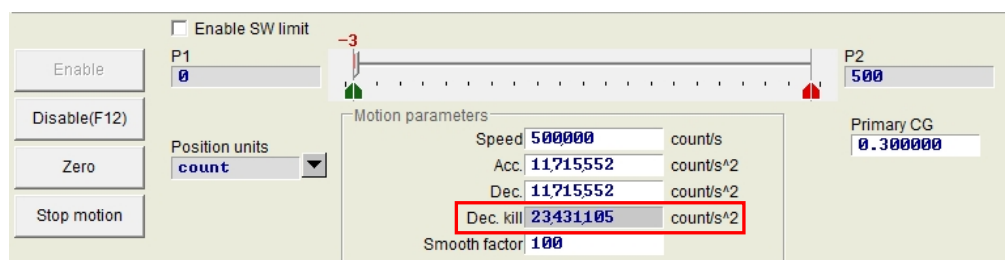 Enable SW limit
-3
P1
0
P2
500
Enable
Disable(F12)
Zero
Stop motion
Position units
count
Motion parameters
Speed 500,000 count/s
Acc. 11,715,552 count/s^2
Dec. 11,715,552 count/s^2
Dec. kill 23,431,105 count/s^2
Smooth factor 100
Primary CG
0.300000